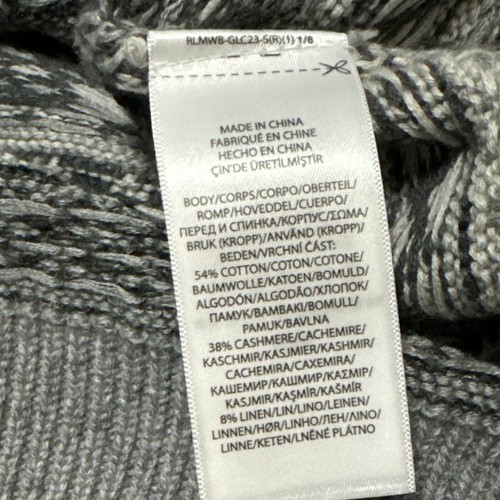 RLMWB-GLC23-S(R)(1) 1/8
MADE IN CHINA
FABRIQUÉ EN CHINE
HECHO EN CHINA
ÇİN'DE ÜRETİLMİŞTİR
BODY/CORPS/CORPO/OBERTEIL/
ROMP/HOVEDDEL/CUERPO/
ПЕРЕД И СПИНКА/КОРПУС/ΣΩΜΑ/
BRUK (KROPP)/ANVÄND (KROPP)/
BEDEN/VRCHNÍ ČÁST:
54% COTTON/COTON/COTONE/
BAUMWOLLE/KATOEN/BOMULD/
ALGODÓN/ALGODÃO/ХЛОПОК/
ПАМУК/ΒΑΜΒΑΚΙ/BOMULL/
PAMUK/BAVLNA
38% CASHMERE/CACHEMIRE/
KASCHMIR/KASJMIER/KASHMIR/
CACHEMIRA/CAXEMIRA/
КАШЕМИР/КАШМИР/ΚΑΣΜΙΡ/
KASJMIR/KAŞMİR/KAŠMÍR
8% LINEN/LIN/LINO/LEINEN/
LINNEN/HØR/LINHO/ЛЕН/ΛΙΝΟ/
LINNE/KETEN/LNĚNÉ PLÁTNO